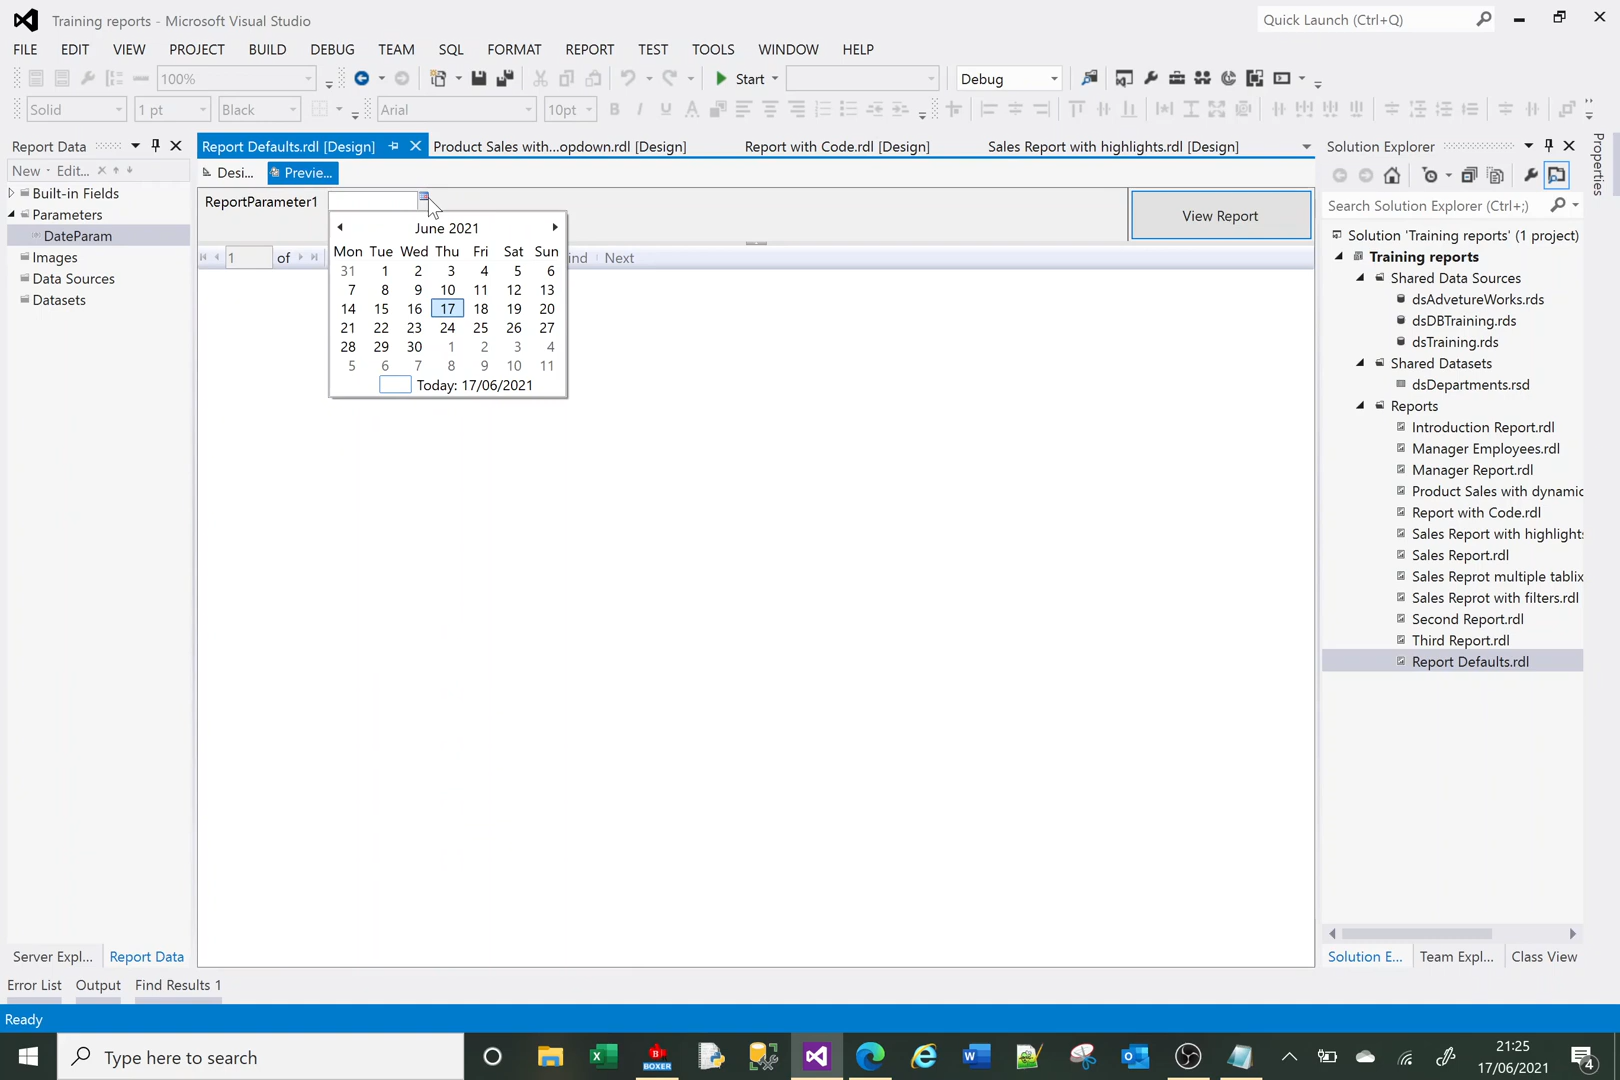 Training reports - Microsoft Visual Studio
Quick Launch (Ctrl+Q)
FILE EDIT VIEW PROJECT BUILD DEBUG TEAM SQL FORMAT REPORT TEST TOOLS WINDOW HELP
100%
Start
Debug
Solid 1 pt Black Arial 10pt B I U A
Report Data
New Edit...
Built-in Fields
Parameters
DateParam
Images
Data Sources
Datasets
Server Expl... Report Data
Report Defaults.rdl [Design] Product Sales with...opdown.rdl [Design] Report with Code.rdl [Design] Sales Report with highlights.rdl [Design]
Desi... Previe...
ReportParameter1
View Report
1 of ind Next
June 2021
Mon Tue Wed Thu Fri Sat Sun
31 1 2 3 4 5 6
7 8 9 10 11 12 13
14 15 16 17 18 19 20
21 22 23 24 25 26 27
28 29 30 1 2 3 4
5 6 7 8 9 10 11
Today: 17/06/2021
Solution Explorer
Search Solution Explorer (Ctrl+;)
Solution 'Training reports' (1 project)
Training reports
Shared Data Sources
dsAdvetureWorks.rds
dsDBTraining.rds
dsTraining.rds
Shared Datasets
dsDepartments.rsd
Reports
Introduction Report.rdl
Manager Employees.rdl
Manager Report.rdl
Product Sales with dynamic
Report with Code.rdl
Sales Report with highlights
Sales Report.rdl
Sales Reprot multiple tablix
Sales Reprot with filters.rdl
Second Report.rdl
Third Report.rdl
Report Defaults.rdl
Solution E... Team Expl... Class View
Properties
Error List Output Find Results 1
Ready
Type here to search
BOXER
21:25
17/06/2021
4